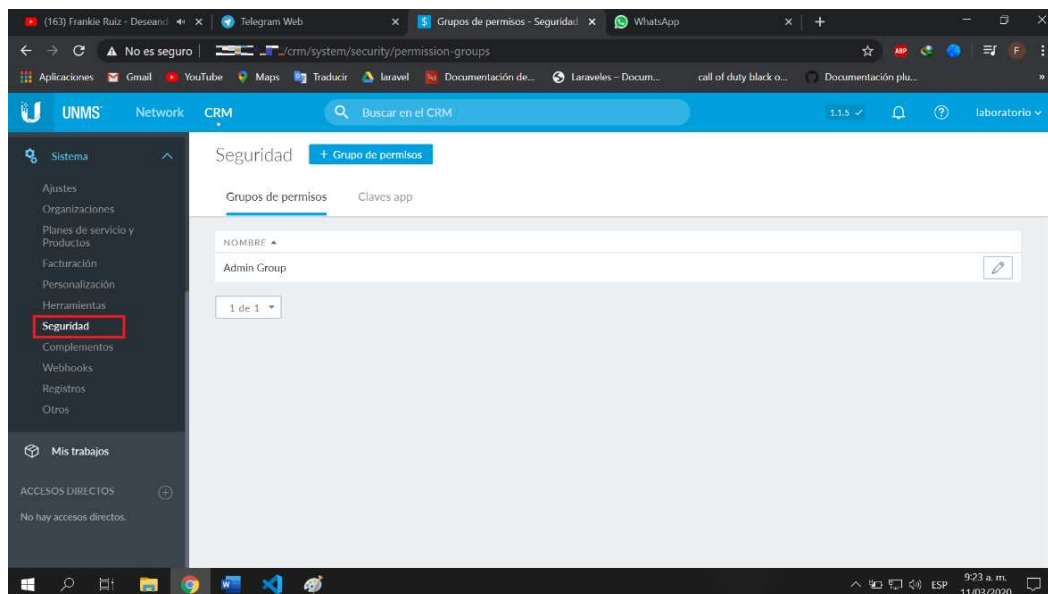 (163) Frankie Ruiz - Deseand
Telegram Web
Grupos de permisos - Seguridad
WhatsApp
No es seguro
/crm/system/security/permission-groups
ABP
F
Aplicaciones
Gmail
YouTube
Maps
Traducir
laravel
Documentación de...
Laraveles – Docum...
call of duty black o...
Documentación plu...
UNMS
Network
CRM
Buscar en el CRM
1.1.5
laboratorio
Sistema
Ajustes
Organizaciones
Planes de servicio y
Productos
Facturación
Personalización
Herramientas
Seguridad
Complementos
Webhooks
Registros
Otros
Mis trabajos
ACCESOS DIRECTOS
No hay accesos directos.
Seguridad
+ Grupo de permisos
Grupos de permisos
Claves app
NOMBRE
Admin Group
1 de 1
ESP
9:23 a. m.
11/03/2020